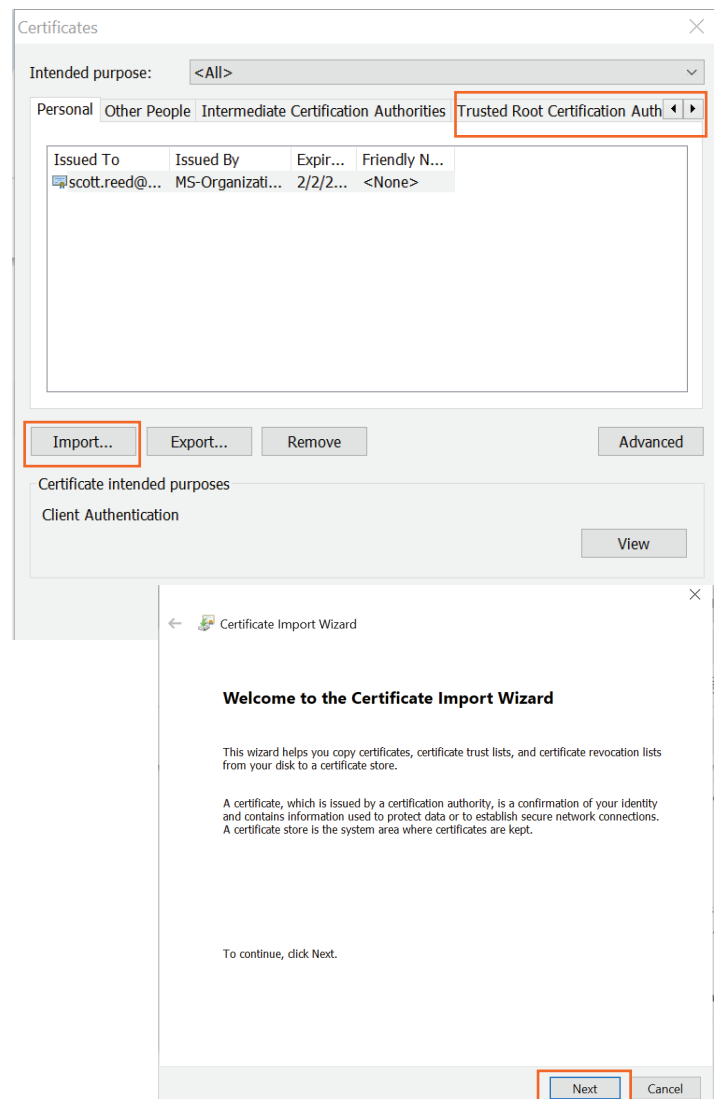 Certificates
Intended purpose: <All>
Personal Other People Intermediate Certification Authorities Trusted Root Certification Auth
Issued To Issued By Expir... Friendly N...
scott.reed@... MS-Organizati... 2/2/2... <None>
Import... Export... Remove Advanced
Certificate intended purposes
Client Authentication
View
Certificate Import Wizard
Welcome to the Certificate Import Wizard
This wizard helps you copy certificates, certificate trust lists, and certificate revocation lists
from your disk to a certificate store.
A certificate, which is issued by a certification authority, is a confirmation of your identity
and contains information used to protect data or to establish secure network connections.
A certificate store is the system area where certificates are kept.
To continue, click Next.
Next Cancel